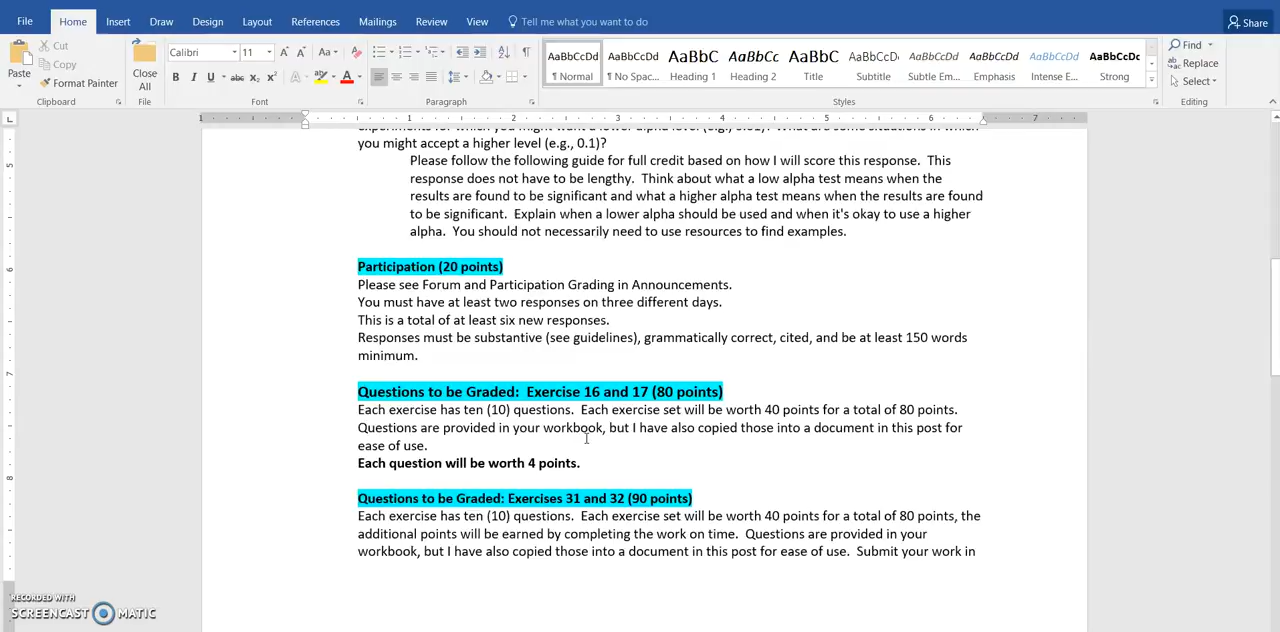 File Home Insert Draw Design Layout References Mailings Review View Tell me what you want to do Share
Paste
Cut
Copy
Format Painter
Clipboard
Close All
File
Calibri 11
Font
Paragraph
AaBbCcDd AaBbCcDd AaBbC AaBbCc AaBbC AaBbCcD AaBbCcDd AaBbCcDd AaBbCcDd AaBbCcDc
¶ Normal ¶ No Spac... Heading 1 Heading 2 Title Subtitle Subtle Em... Emphasis Intense E... Strong
Styles
Find
Replace
Select
Editing
1 1 2 3 4 5 6 7
5
6
7
8
you might accept a higher level (e.g., 0.1)?
Please follow the following guide for full credit based on how I will score this response. This
response does not have to be lengthy. Think about what a low alpha test means when the
results are found to be significant and what a higher alpha test means when the results are found
to be significant. Explain when a lower alpha should be used and when it's okay to use a higher
alpha. You should not necessarily need to use resources to find examples.
Participation (20 points)
Please see Forum and Participation Grading in Announcements.
You must have at least two responses on three different days.
This is a total of at least six new responses.
Responses must be substantive (see guidelines), grammatically correct, cited, and be at least 150 words
minimum.
Questions to be Graded: Exercise 16 and 17 (80 points)
Each exercise has ten (10) questions. Each exercise set will be worth 40 points for a total of 80 points.
Questions are provided in your workbook, but I have also copied those into a document in this post for
ease of use.
Each question will be worth 4 points.
Questions to be Graded: Exercises 31 and 32 (90 points)
Each exercise has ten (10) questions. Each exercise set will be worth 40 points for a total of 80 points, the
additional points will be earned by completing the work on time. Questions are provided in your
workbook, but I have also copied those into a document in this post for ease of use. Submit your work in
RECORDED WITH
SCREENCAST MATIC